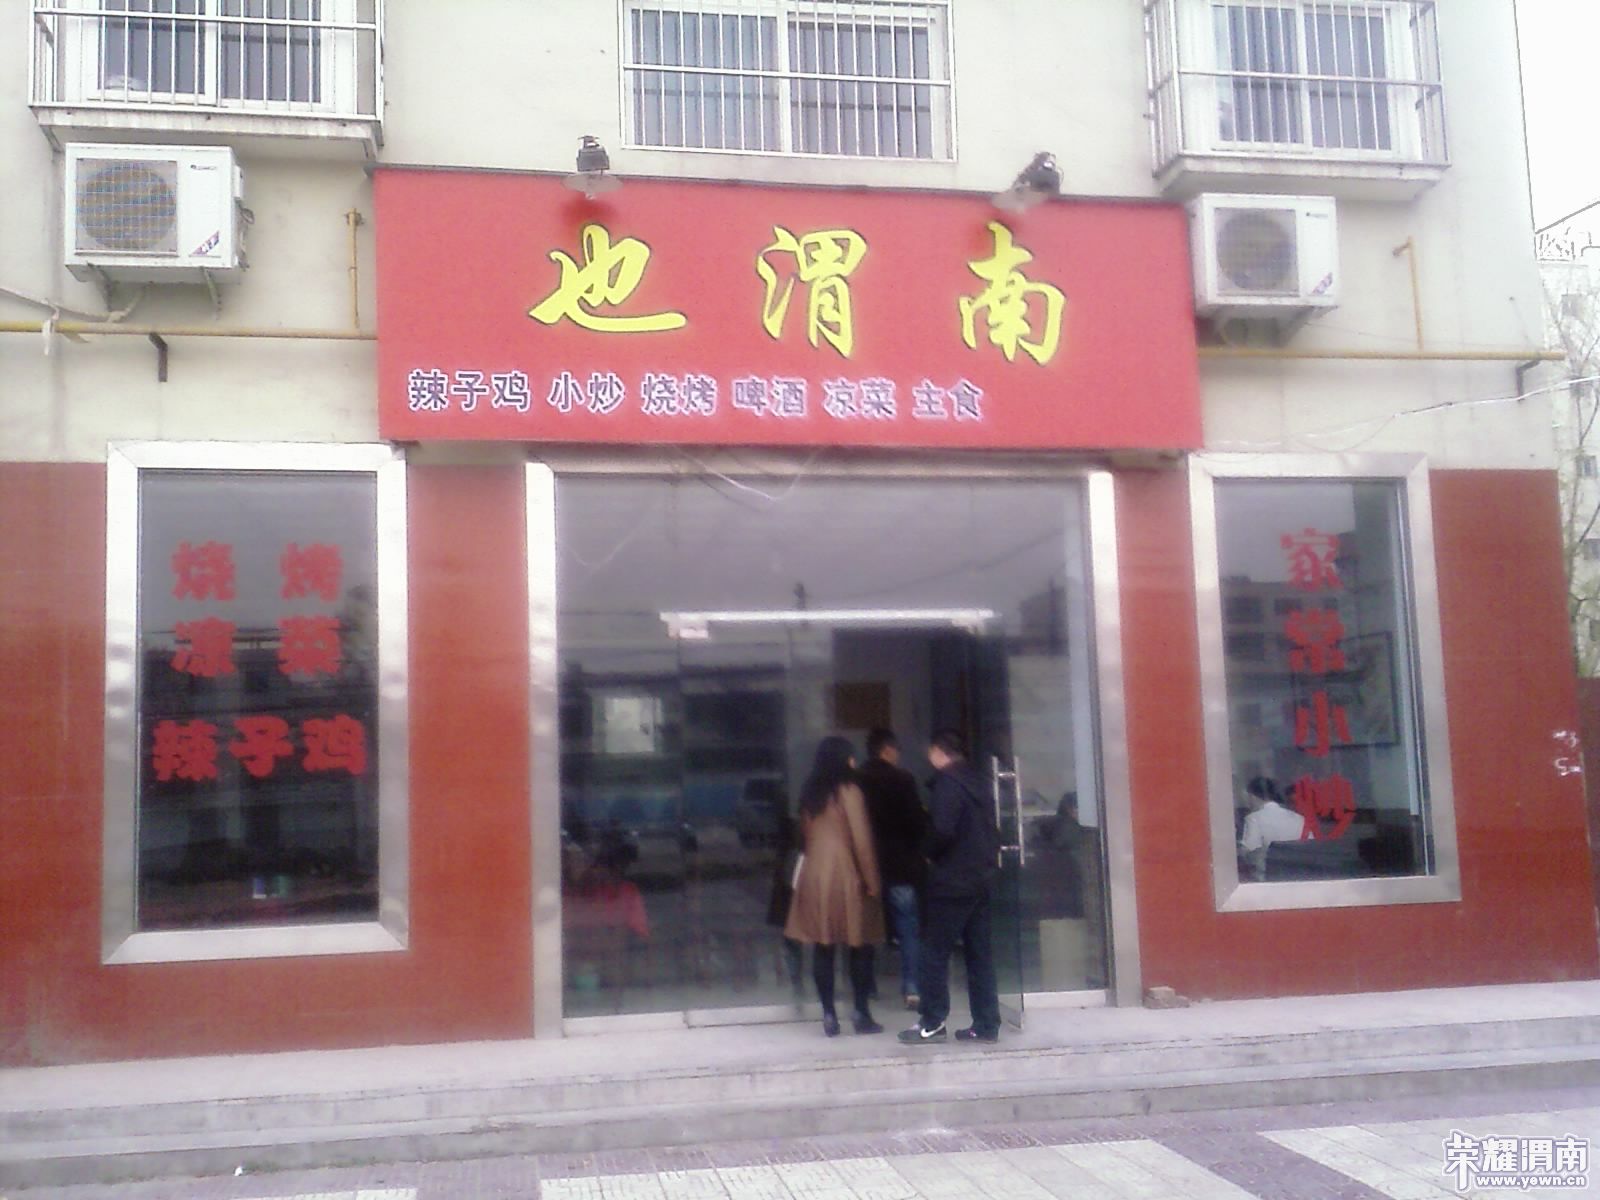 也渭南
辣子鸡 小炒 烧烤 啤酒 凉菜 主食
烧烤
凉菜
辣子鸡
家常小炒
荣耀渭南
www.yewn.cn